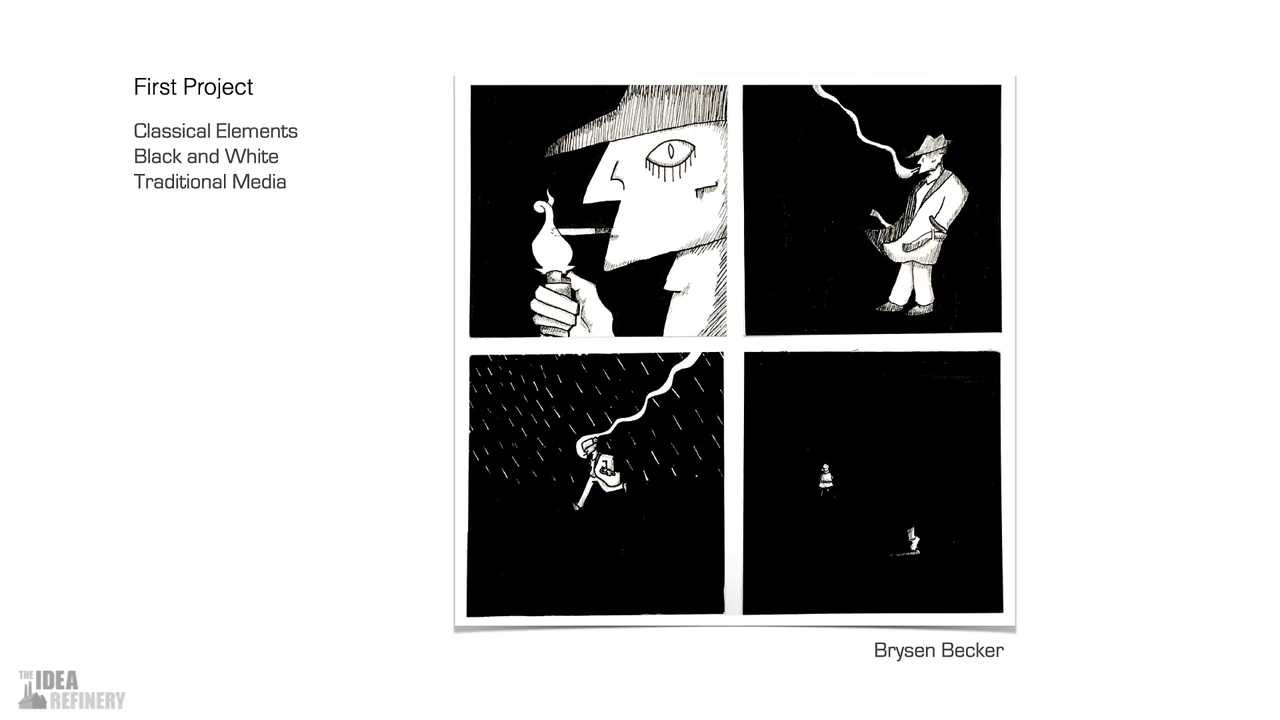 First Project
Classical Elements
Black and White
Traditional Media
Brysen Becker
THE IDEA
REFINERY